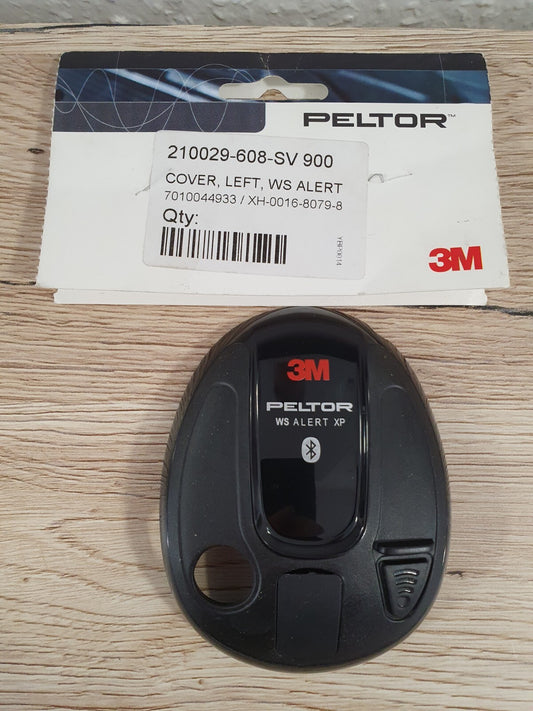 PELTOR™
210029-608-SV 900
COVER, LEFT, WS ALERT
7010044933 / XH-0016-8079-8
Qty:
3M
3M
PELTOR
WS ALERT XP